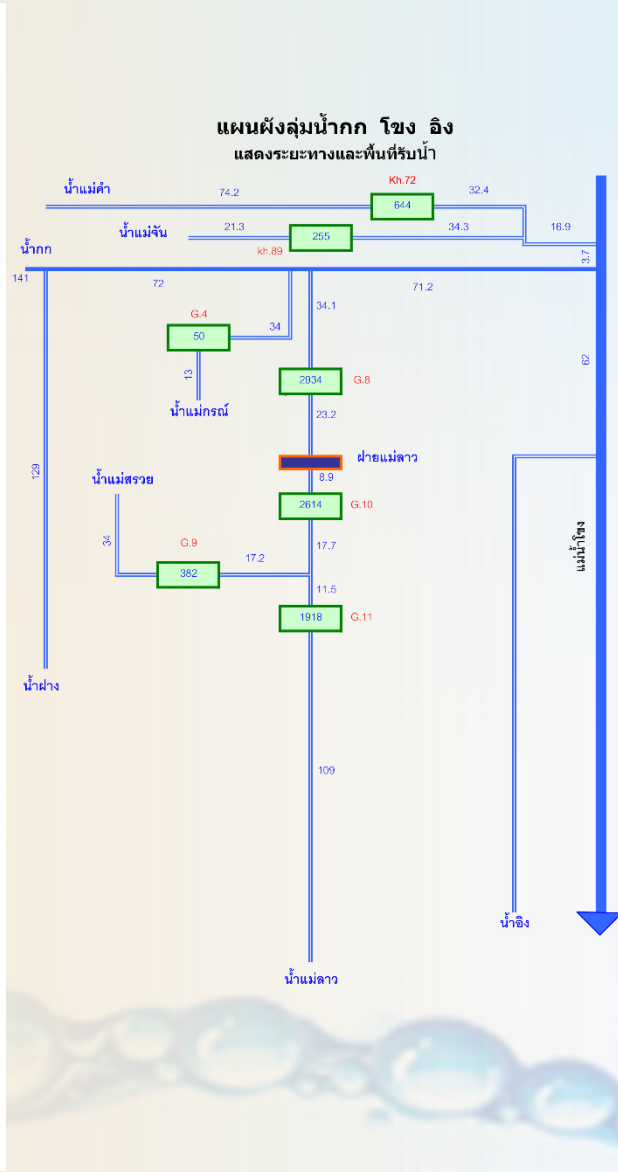 แผนผังลุ่มน้ำกก โขง อิง
แสดงระยะทางและพื้นที่รับน้ำ
น้ำแม่คำ
74.2
Kh.72
644
32.4
น้ำแม่จัน
21.3
255
34.3
16.9
kh.89
น้ำกก
3.7
141
72
71.2
34.1
G.4
50
34
13
น้ำแม่กรณ์
2934
G.8
62
23.2
ฝายแม่ลาว
8.9
129
น้ำแม่สรวย
2614
G.10
แม่น้ำโขง
34
G.9
382
17.2
17.7
11.5
1918
G.11
น้ำฝาง
109
น้ำอิง
น้ำแม่ลาว